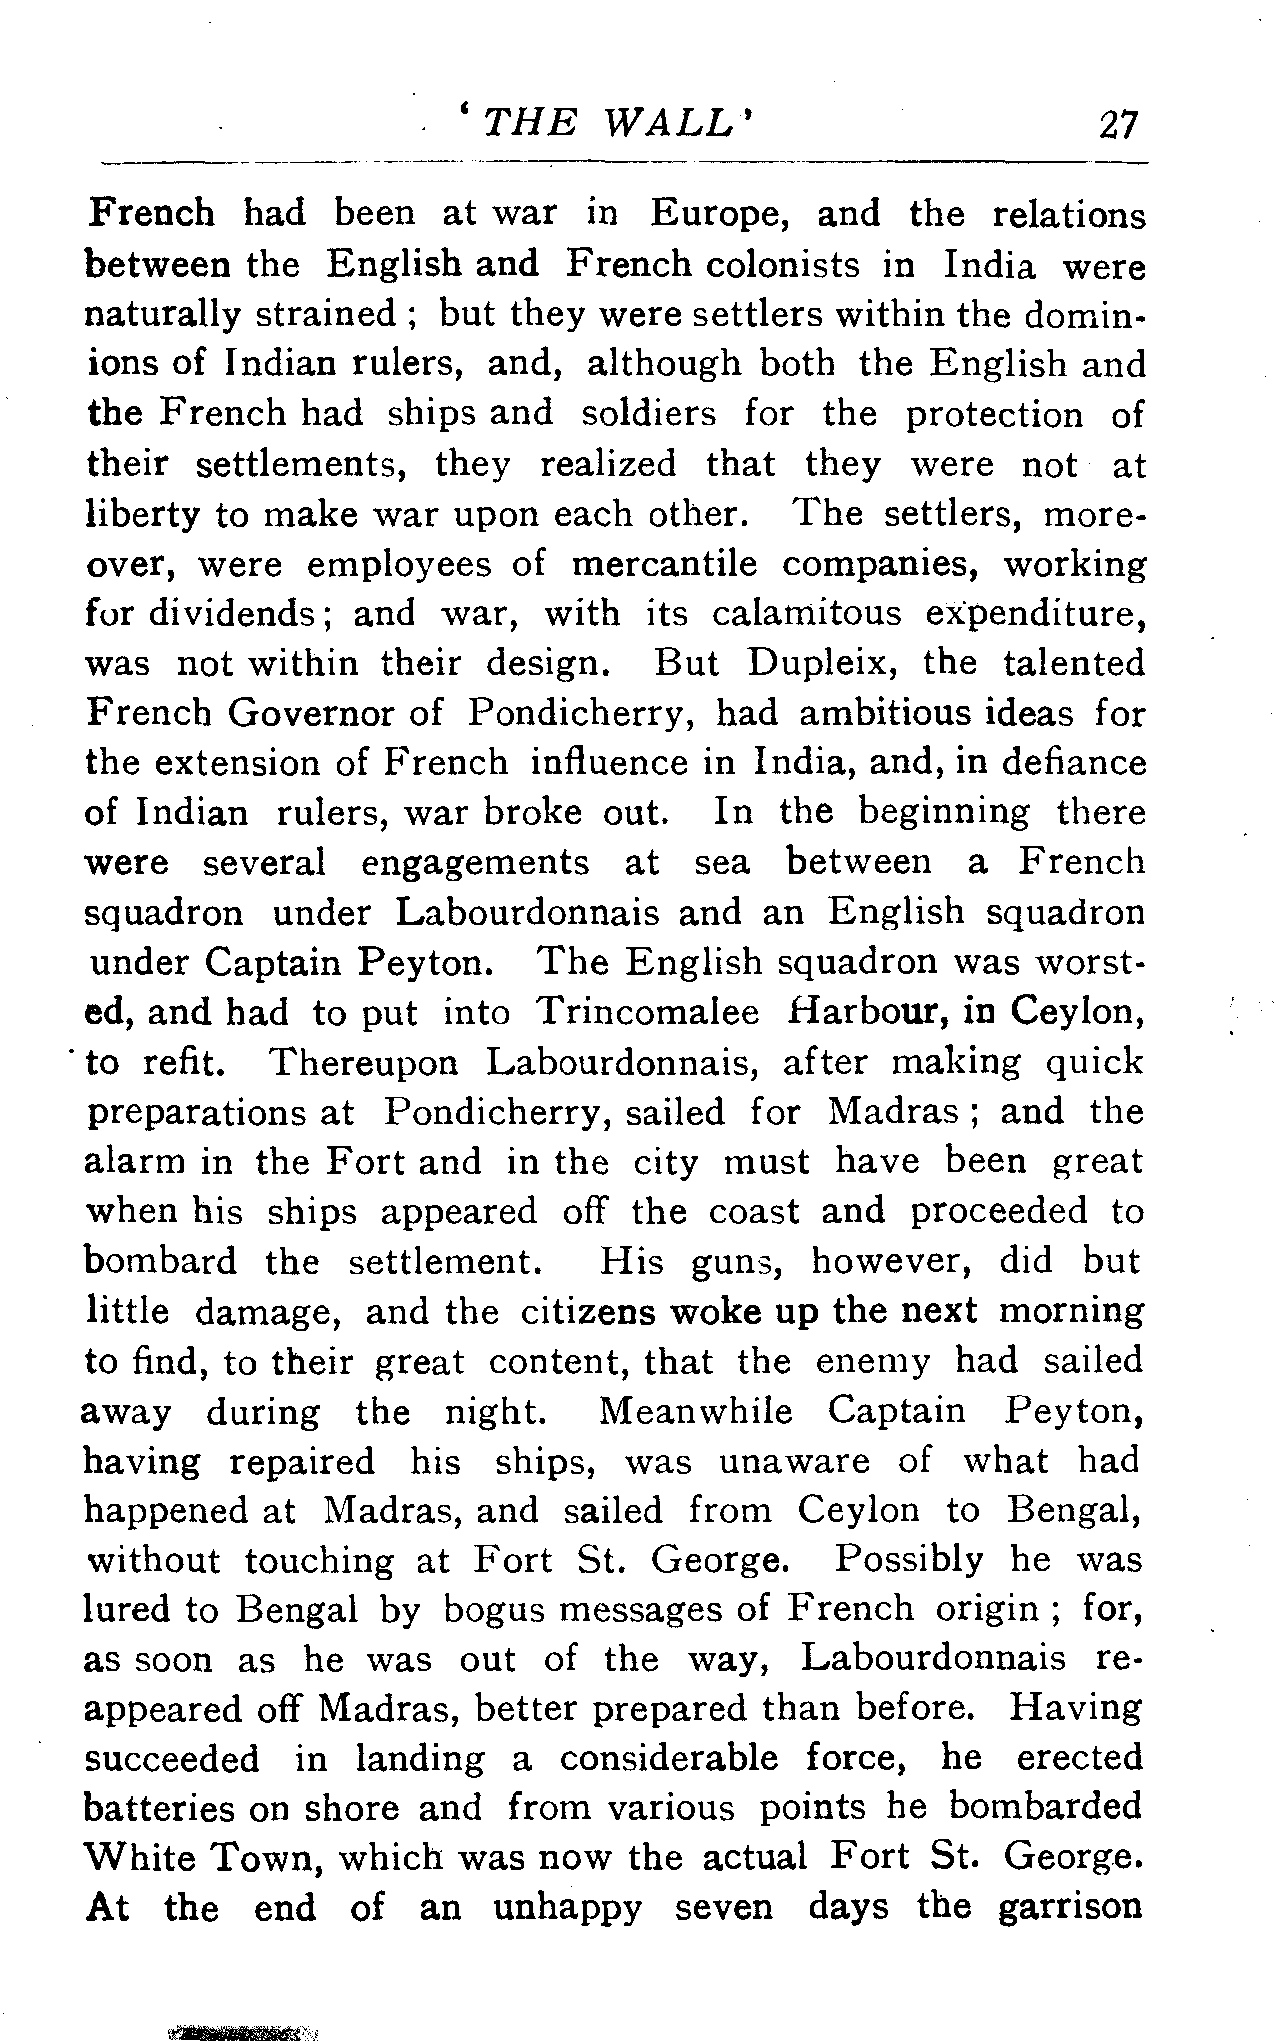 ‘ THE WALL’ 27
French had been at war in Europe, and the relations
between the English and French colonists in India were
naturally strained ; but they were settlers within the domin-
ions of Indian rulers, and, although both the English and
the French had ships and soldiers for the protection of
their settlements, they realized that they were not at
liberty to make war upon each other. The settlers, more-
over, were employees of mercantile companies, working
for dividends ; and war, with its calamitous expenditure,
was not within their design. But Dupleix, the talented
French Governor of Pondicherry, had ambitious ideas for
the extension of French influence in India, and, in defiance
of Indian rulers, war broke out. In the beginning there
were several engagements at sea between a French
squadron under Labourdonnais and an English squadron
under Captain Peyton. The English squadron was worst-
ed, and had to put into Trincomalee Harbour, in Ceylon,
to refit. Thereupon Labourdonnais, after making quick
preparations at Pondicherry, sailed for Madras ; and the
alarm in the Fort and in the city must have been great
when his ships appeared off the coast and proceeded to
bombard the settlement. His guns, however, did but
little damage, and the citizens woke up the next morning
to find, to their great content, that the enemy had sailed
away during the night. Meanwhile Captain Peyton,
having repaired his ships, was unaware of what had
happened at Madras, and sailed from Ceylon to Bengal,
without touching at Fort St. George. Possibly he was
lured to Bengal by bogus messages of French origin ; for,
as soon as he was out of the way, Labourdonnais re-
appeared off Madras, better prepared than before. Having
succeeded in landing a considerable force, he erected
batteries on shore and from various points he bombarded
White Town, which was now the actual Fort St. George.
At the end of an unhappy seven days the garrison